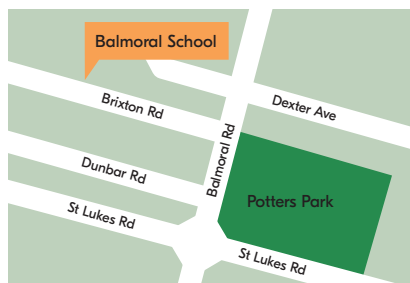 Balmoral School
Brixton Rd
Dexter Ave
Balmoral Rd
Dunbar Rd
Potters Park
St Lukes Rd
St Lukes Rd